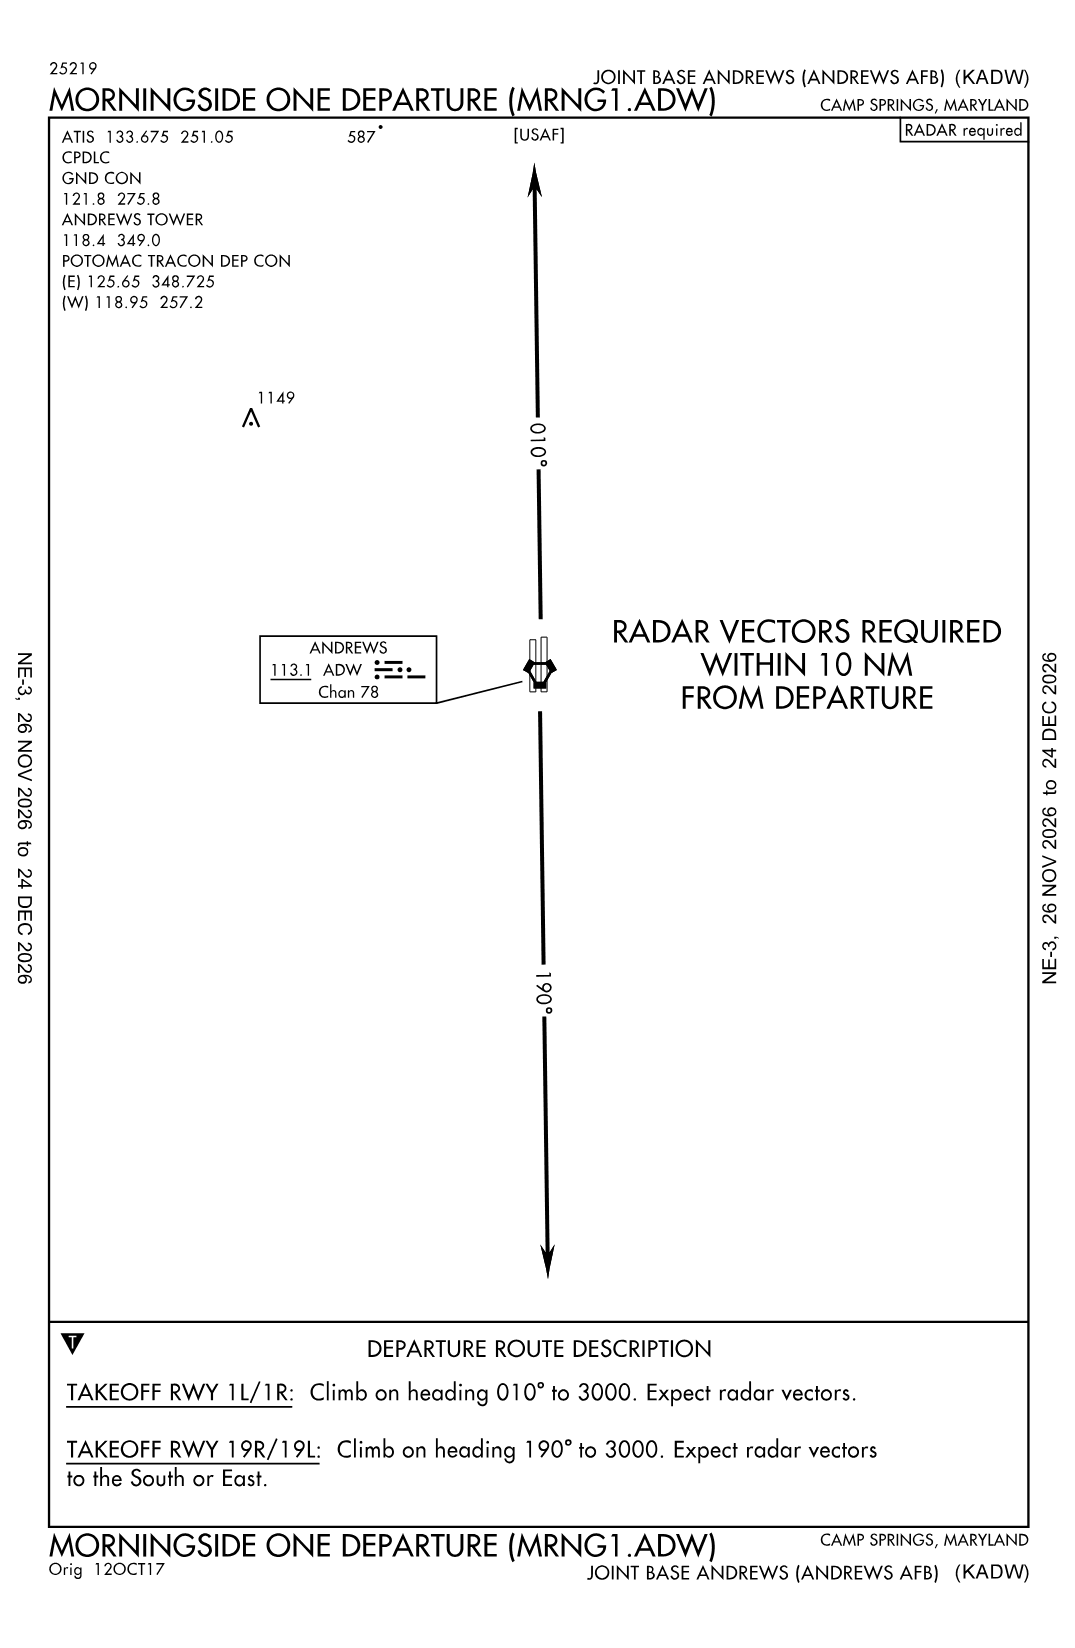 25219
JOINT BASE ANDREWS (ANDREWS AFB) (KADW)
MORNINGSIDE ONE DEPARTURE (MRNG1.ADW)
CAMP SPRINGS, MARYLAND
ATIS 133.675 251.05
CPDLC
GND CON
121.8 275.8
ANDREWS TOWER
118.4 349.0
POTOMAC TRACON DEP CON
(E) 125.65 348.725
(W) 118.95 257.2
587
[USAF]
RADAR required
1149
010°
ANDREWS
113.1 ADW
Chan 78
RADAR VECTORS REQUIRED
WITHIN 10 NM
FROM DEPARTURE
190°
NE-3, 26 NOV 2026 to 24 DEC 2026
NE-3, 26 NOV 2026 to 24 DEC 2026
T
DEPARTURE ROUTE DESCRIPTION
TAKEOFF RWY 1L/1R: Climb on heading 010° to 3000. Expect radar vectors.
TAKEOFF RWY 19R/19L: Climb on heading 190° to 3000. Expect radar vectors
to the South or East.
MORNINGSIDE ONE DEPARTURE (MRNG1.ADW)
CAMP SPRINGS, MARYLAND
Orig 12OCT17
JOINT BASE ANDREWS (ANDREWS AFB) (KADW)